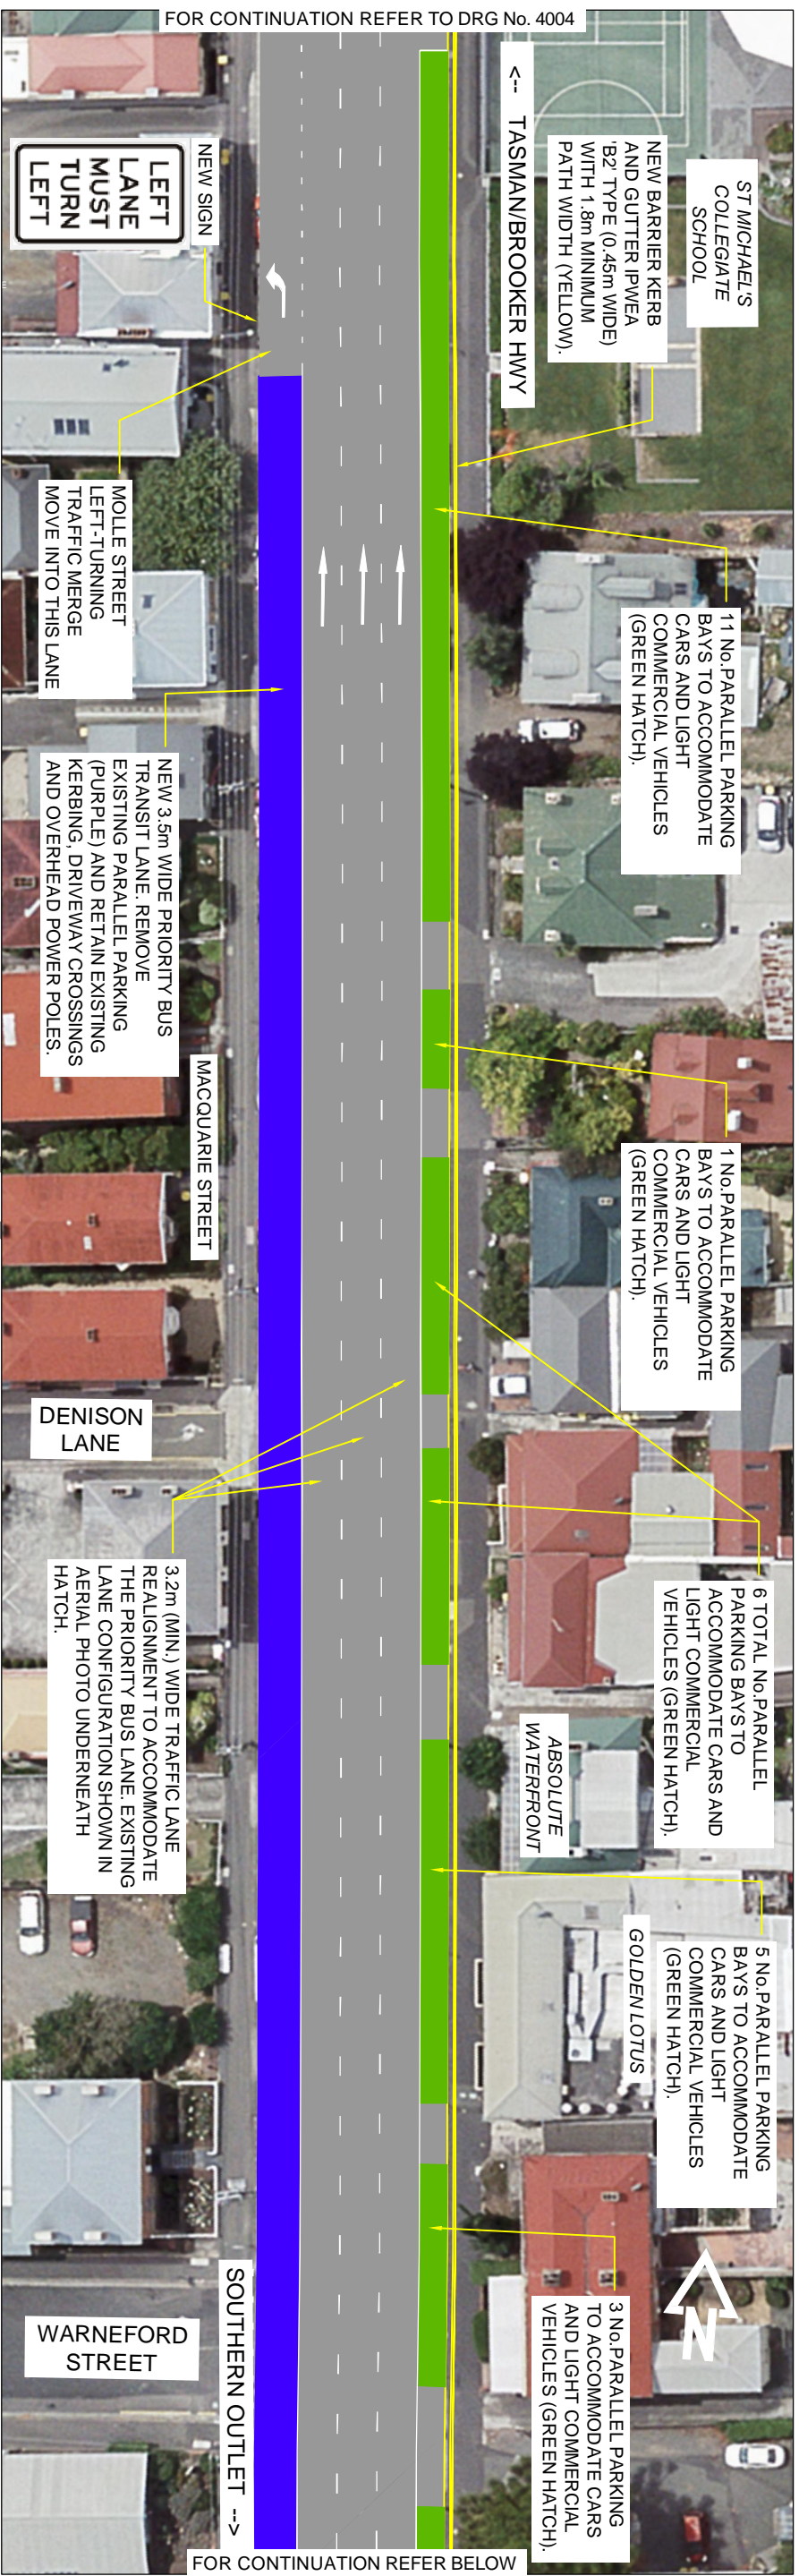 FOR CONTINUATION REFER TO DRG No. 4004
<-- TASMAN/BROOKER HWY
ST MICHAEL'S
COLLEGIATE
SCHOOL
NEW BARRIER KERB
AND GUTTER IPWEA
'B2' TYPE (0.45m WIDE)
WITH 1.8m MINIMUM
PATH WIDTH (YELLOW).
NEW SIGN
LEFT
LANE
MUST
TURN
LEFT
MOLLE STREET
LEFT-TURNING
TRAFFIC MERGE
MOVE INTO THIS LANE
11 No.PARALLEL PARKING
BAYS TO ACCOMMODATE
CARS AND LIGHT
COMMERCIAL VEHICLES
(GREEN HATCH).
NEW 3.5m WIDE PRIORITY BUS
TRANSIT LANE. REMOVE
EXISTING PARALLEL PARKING
(PURPLE) AND RETAIN EXISTING
KERBING, DRIVEWAY CROSSINGS
AND OVERHEAD POWER POLES.
MACQUARIE STREET
1 No.PARALLEL PARKING
BAYS TO ACCOMMODATE
CARS AND LIGHT
COMMERCIAL VEHICLES
(GREEN HATCH).
DENISON
LANE
3.2m (MIN.) WIDE TRAFFIC LANE
REALIGNMENT TO ACCOMMODATE
THE PRIORITY BUS LANE. EXISTING
LANE CONFIGURATION SHOWN IN
AERIAL PHOTO UNDERNEATH
HATCH.
6 TOTAL No.PARALLEL
PARKING BAYS TO
ACCOMMODATE CARS AND
LIGHT COMMERCIAL
VEHICLES (GREEN HATCH).
ABSOLUTE
WATERFRONT
GOLDEN LOTUS
5 No.PARALLEL PARKING
BAYS TO ACCOMMODATE
CARS AND LIGHT
COMMERCIAL VEHICLES
(GREEN HATCH).
N
3 No.PARALLEL PARKING
TO ACCOMMODATE CARS
AND LIGHT COMMERCIAL
VEHICLES (GREEN HATCH).
SOUTHERN OUTLET -->
WARNEFORD
STREET
FOR CONTINUATION REFER BELOW